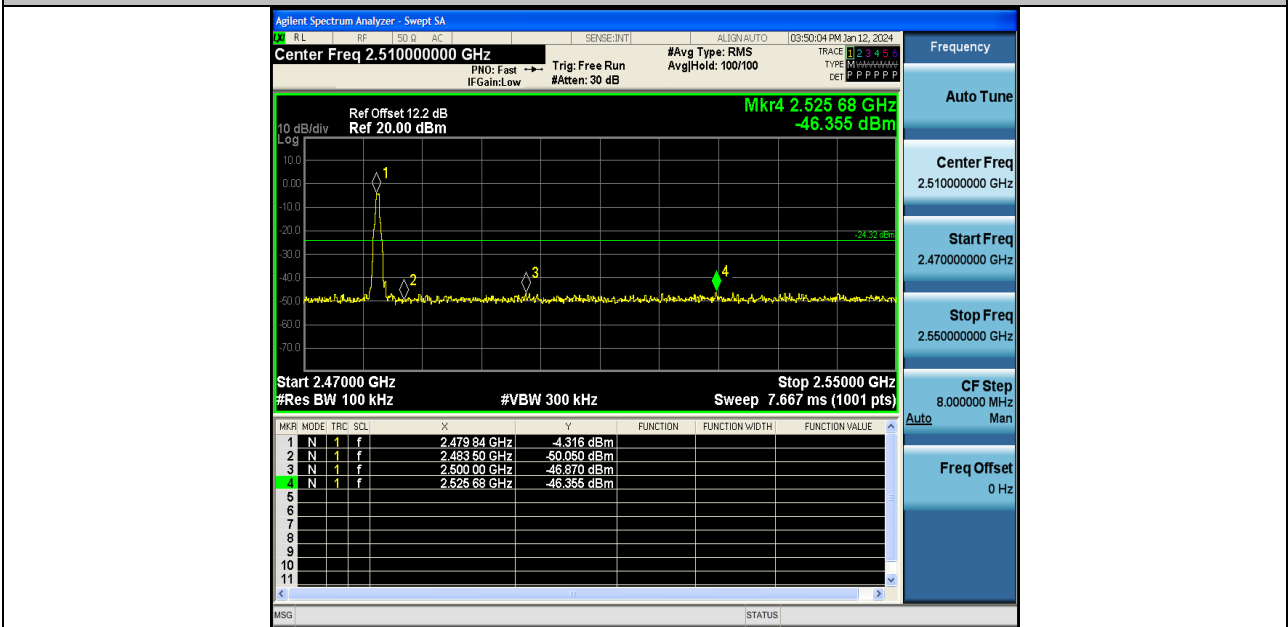 Agilent Spectrum Analyzer - Swept SA
RL RF 50 Ω AC SENSE:INT ALIGN AUTO 03:50:04 PM Jan 12, 2024
Center Freq 2.510000000 GHz
PNO: Fast
IFGain:Low
Trig: Free Run
#Atten: 30 dB
#Avg Type: RMS
Avg|Hold: 100/100
TRACE 1 2 3 4 5 6
TYPE M
DET P P P P P P
Mkr4 2.525 68 GHz
-46.355 dBm
10 dB/div
Log
Ref Offset 12.2 dB
Ref 20.00 dBm
10.0
0.00
-10.0
-20.0
-30.0
-40.0
-50.0
-60.0
-70.0
1
2
3
4
-24.32 dBm
Start 2.47000 GHz Stop 2.55000 GHz
#Res BW 100 kHz #VBW 300 kHz Sweep 7.667 ms (1001 pts)
MKR MODE TRC SCL X Y FUNCTION FUNCTION WIDTH FUNCTION VALUE
1 N 1 f 2.479 84 GHz -4.316 dBm
2 N 1 f 2.483 50 GHz -50.050 dBm
3 N 1 f 2.500 00 GHz -46.870 dBm
4 N 1 f 2.525 68 GHz -46.355 dBm
5
6
7
8
9
10
11
MSG STATUS
Frequency
Auto Tune
Center Freq
2.510000000 GHz
Start Freq
2.470000000 GHz
Stop Freq
2.550000000 GHz
CF Step
8.000000 MHz
Auto Man
Freq Offset
0 Hz